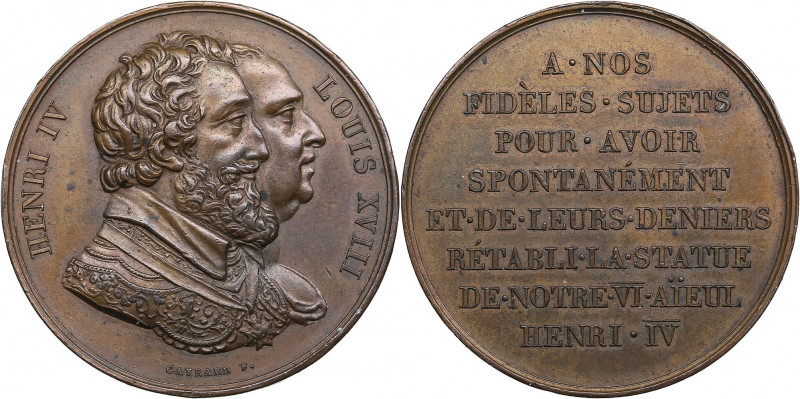 HENRI IV
LOUIS XVIII
GAYRARD F.
A · NOS
FIDÈLES · SUJETS
POUR · AVOIR
SPONTANÉMENT
ET · DE · LEURS · DENIERS
RÉTABLI · LA · STATUE
DE · NOTRE · VI · AÏEUL
HENRI · IV